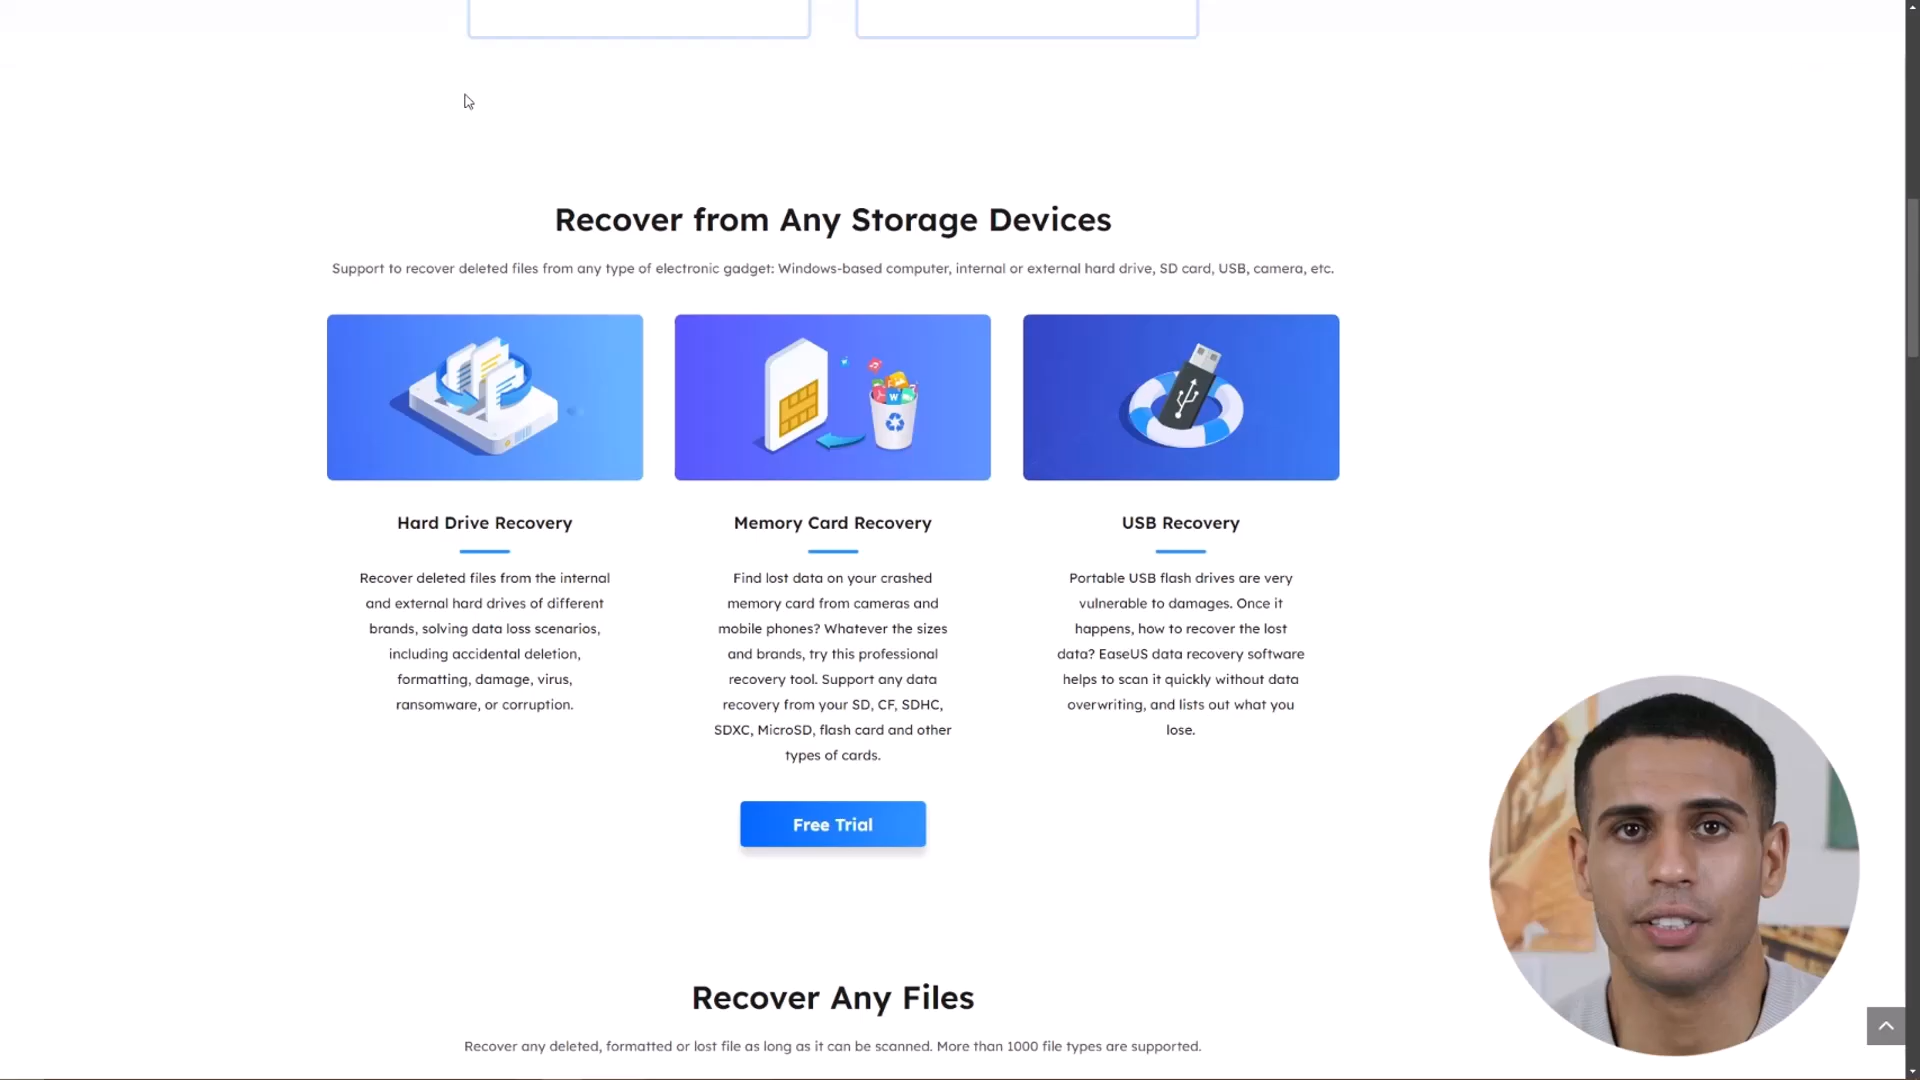 Recover from Any Storage Devices
Support to recover deleted files from any type of electronic gadget: Windows-based computer, internal or external hard drive, SD card, USB, camera, etc.
W
Hard Drive Recovery
Recover deleted files from the internal
and external hard drives of different
brands, solving data loss scenarios,
including accidental deletion,
formatting, damage, virus,
ransomware, or corruption.
Memory Card Recovery
Find lost data on your crashed
memory card from cameras and
mobile phones? Whatever the sizes
and brands, try this professional
recovery tool. Support any data
recovery from your SD, CF, SDHC,
SDXC, MicroSD, flash card and other
types of cards.
USB Recovery
Portable USB flash drives are very
vulnerable to damages. Once it
happens, how to recover the lost
data? EaseUS data recovery software
helps to scan it quickly without data
overwriting, and lists out what you
lose.
Free Trial
Recover Any Files
Recover any deleted, formatted or lost file as long as it can be scanned. More than 1000 file types are supported.